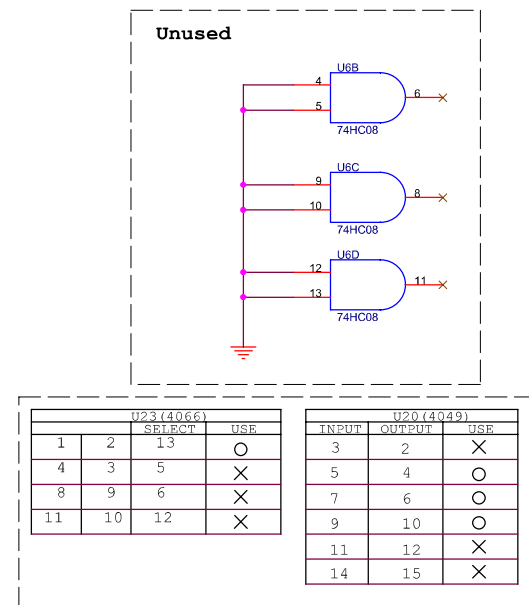 Unused
U6B
4
5
6
74HC08
U6C
9
10
8
74HC08
U6D
12
13
11
74HC08
U23(4066)
SELECT USE
1 2 13 O
4 3 5 X
8 9 6 X
11 10 12 X
U20(4049)
INPUT OUTPUT USE
3 2 X
5 4 O
7 6 O
9 10 O
11 12 X
14 15 X